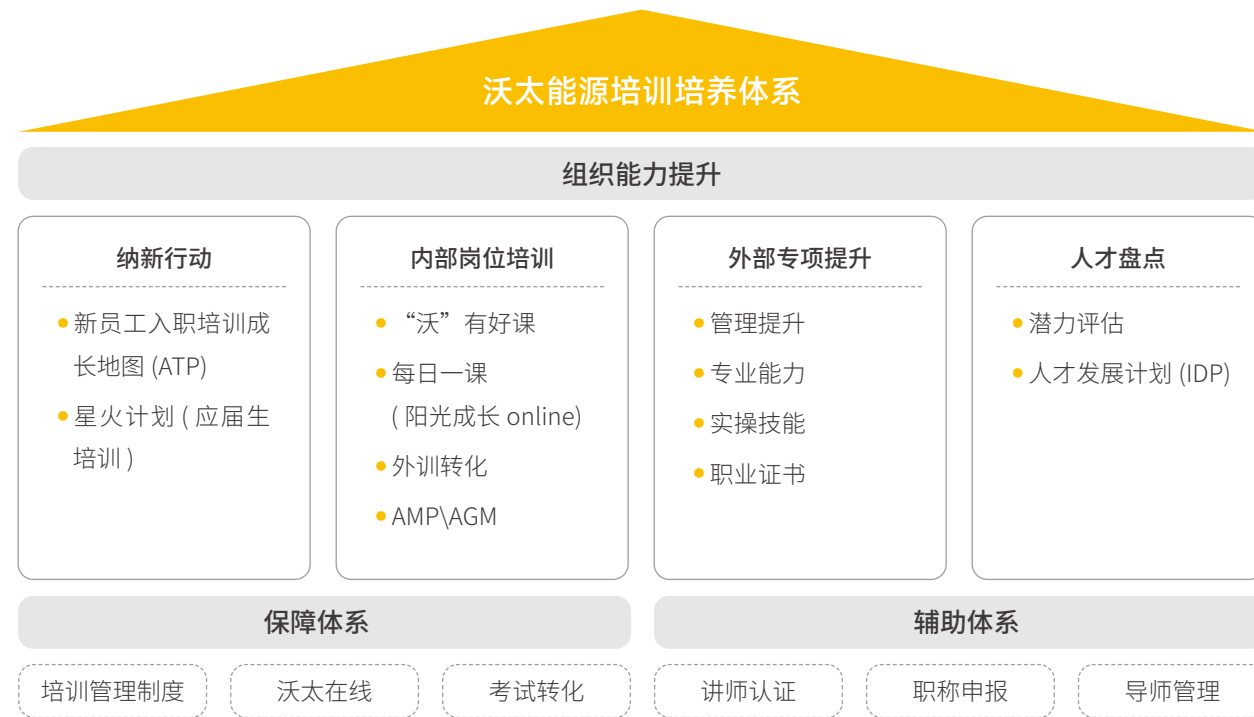 沃太能源培训培养体系
组织能力提升
纳新行动
新员工入职培训成
长地图 (ATP)
星火计划 ( 应届生
培训 )
内部岗位培训
“沃”有好课
每日一课
( 阳光成长 online)
外训转化
AMP\AGM
外部专项提升
管理提升
专业能力
实操技能
职业证书
人才盘点
潜力评估
人才发展计划 (IDP)
保障体系
辅助体系
培训管理制度
沃太在线
考试转化
讲师认证
职称申报
导师管理